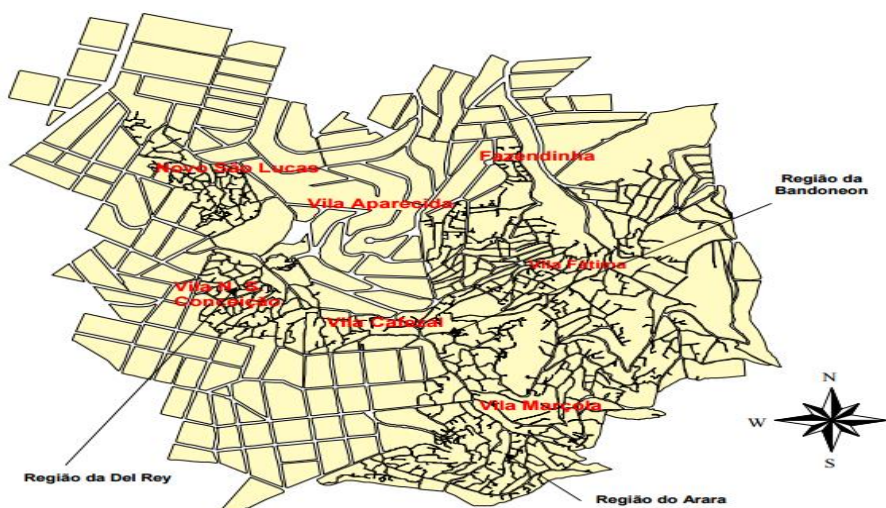 Novo São Lucas
Fazendinha
Região da
Bandoneon
Vila Aparecida
Vila Fátima
Vila N. S.
Conceição
Vila Cafezal
Vila Marçola
N
W
S
Região da Del Rey
Região do Arara